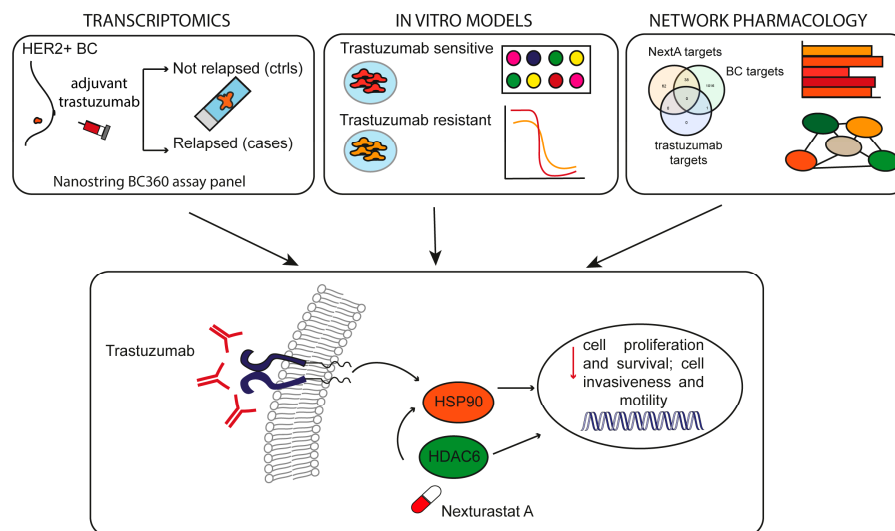 TRANSCRIPTOMICS
HER2+ BC
adjuvant
trastuzumab
Not relapsed (ctrls)
Relapsed (cases)
Nanostring BC360 assay panel
IN VITRO MODELS
Trastuzumab sensitive
Trastuzumab resistant
NETWORK PHARMACOLOGY
NextA targets
BC targets
trastuzumab
targets
Trastuzumab
HSP90
HDAC6
Nexturastat A
cell proliferation
and survival; cell
invasiveness and
motility